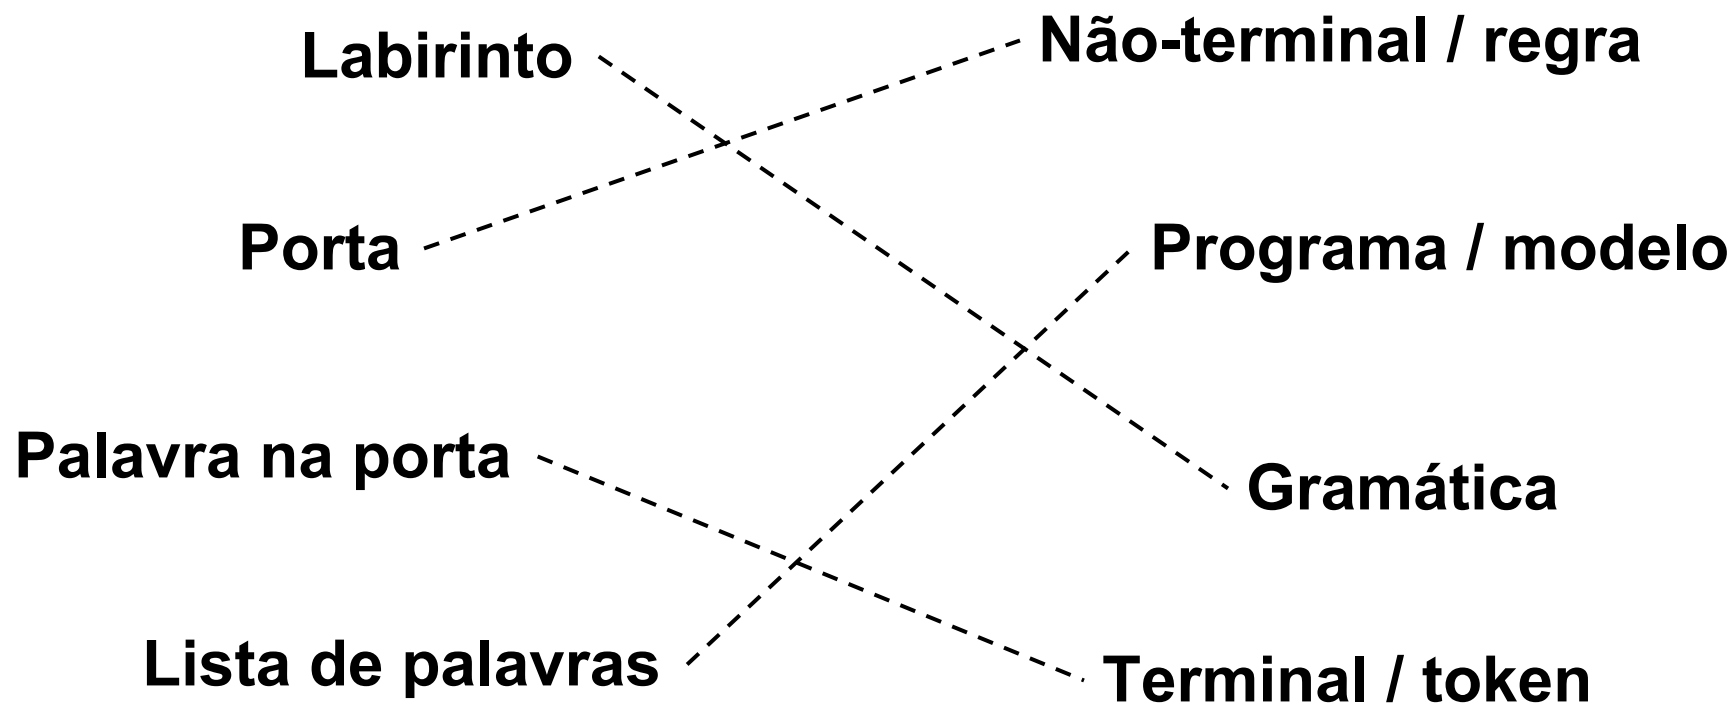 Labirinto
Não-terminal / regra
Porta
Programa / modelo
Palavra na porta
Gramática
Lista de palavras
Terminal / token